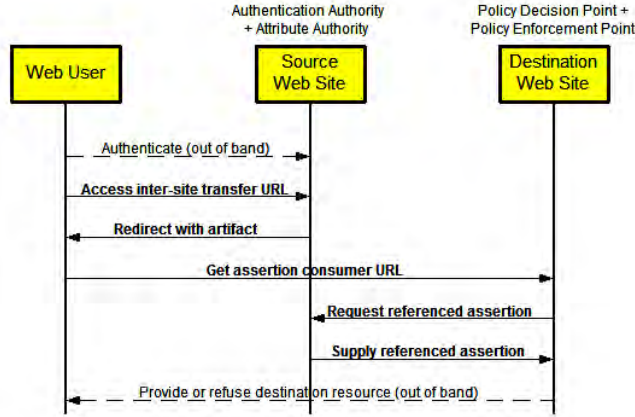 Authentication Authority
+ Attribute Authority
Policy Decision Point +
Policy Enforcement Point
Web User
Source
Web Site
Destination
Web Site
Authenticate (out of band)
Access inter-site transfer URL
Redirect with artifact
Get assertion consumer URL
Request referenced assertion
Supply referenced assertion
Provide or refuse destination resource (out of band)